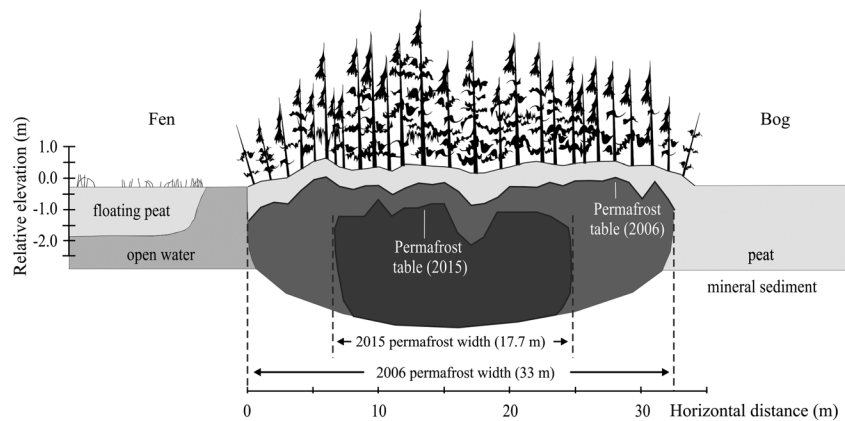 Fen
Bog
Relative elevation (m)
1.0
0.0
-1.0
-2.0
floating peat
open water
Permafrost
table (2015)
Permafrost
table (2006)
peat
mineral sediment
2015 permafrost width (17.7 m)
2006 permafrost width (33 m)
0
10
20
30
Horizontal distance (m)